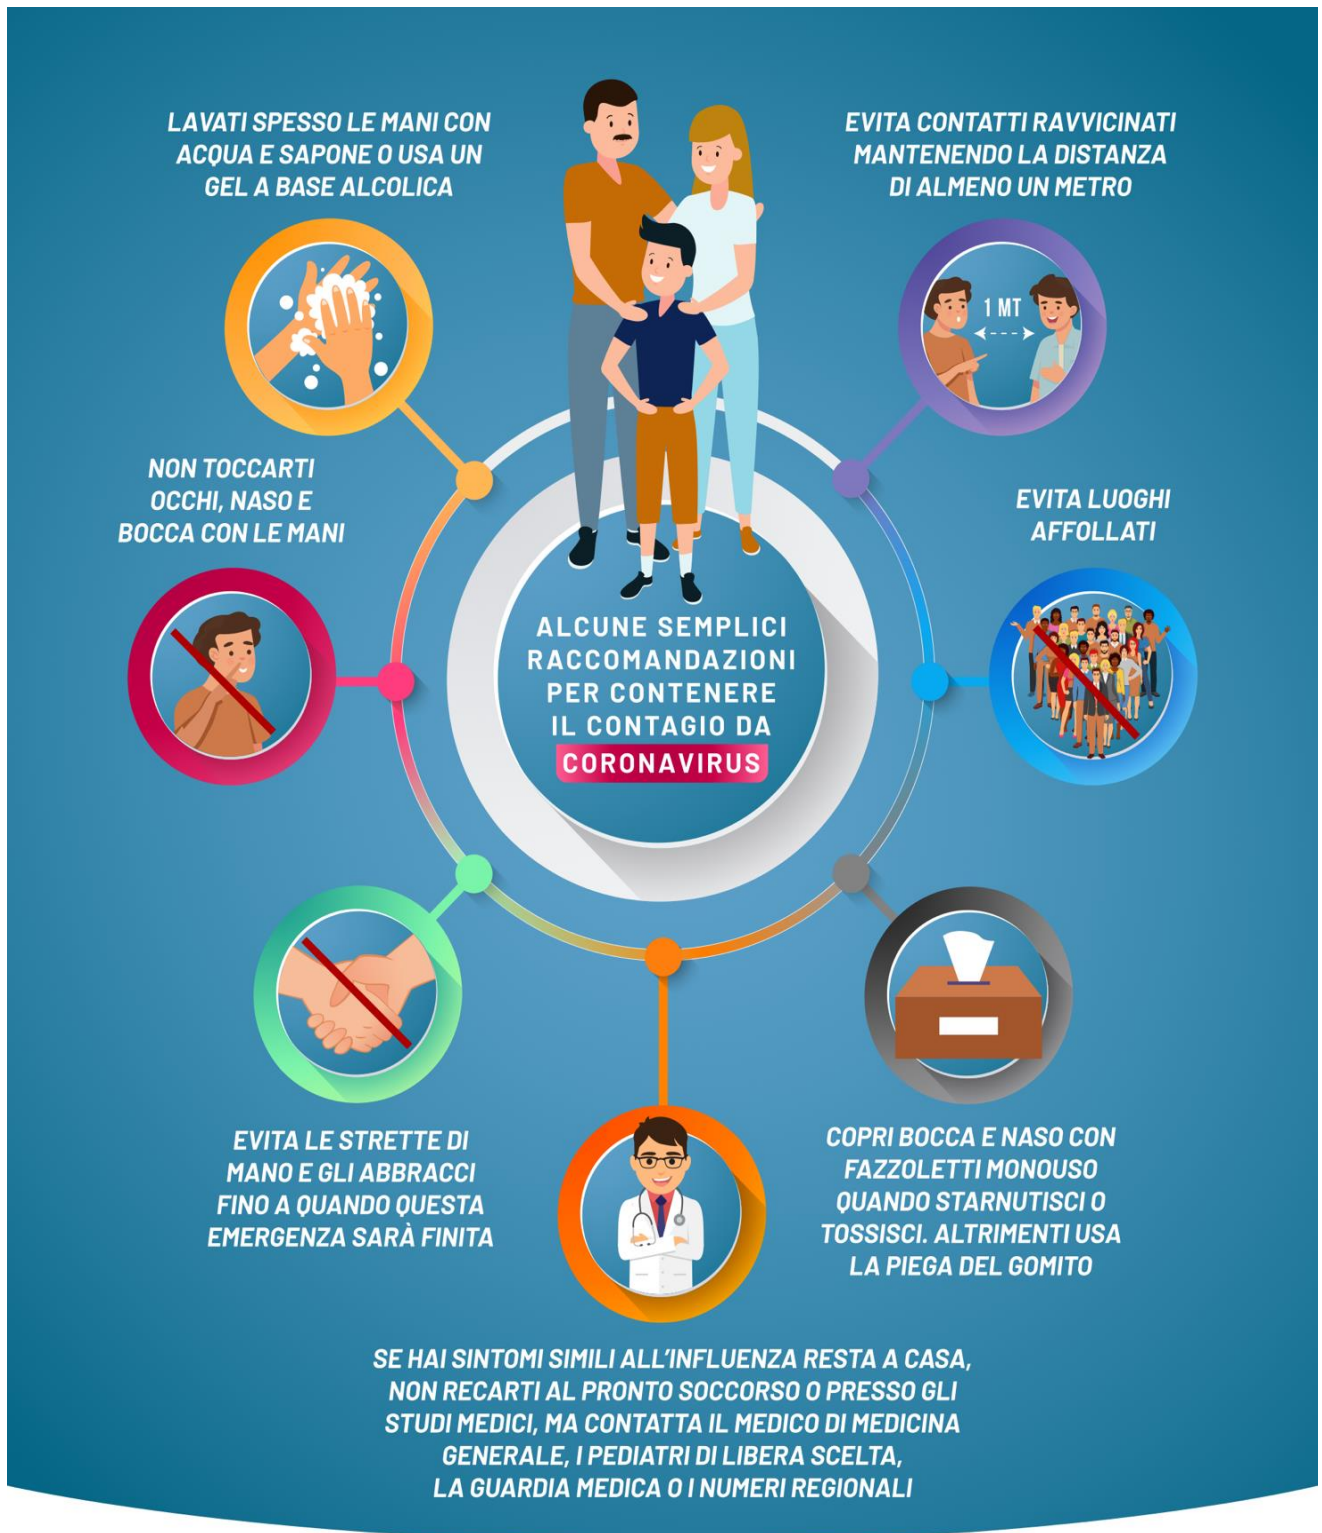 LAVATI SPESSO LE MANI CON
ACQUA E SAPONE O USA UN
GEL A BASE ALCOLICA
EVITA CONTATTI RAVVICINATI
MANTENENDO LA DISTANZA
DI ALMENO UN METRO
1 MT
NON TOCCARTI
OCCHI, NASO E
BOCCA CON LE MANI
EVITA LUOGHI
AFFOLLATI
ALCUNE SEMPLICI
RACCOMANDAZIONI
PER CONTENERE
IL CONTAGIO DA
CORONAVIRUS
EVITA LE STRETTE DI
MANO E GLI ABBRACCI
FINO A QUANDO QUESTA
EMERGENZA SARÀ FINITA
COPRI BOCCA E NASO CON
FAZZOLETTI MONOUSO
QUANDO STARNUTISCI O
TOSSISCI. ALTRIMENTI USA
LA PIEGA DEL GOMITO
SE HAI SINTOMI SIMILI ALL'INFLUENZA RESTA A CASA,
NON RECARTI AL PRONTO SOCCORSO O PRESSO GLI
STUDI MEDICI, MA CONTATTA IL MEDICO DI MEDICINA
GENERALE, I PEDIATRI DI LIBERA SCELTA,
LA GUARDIA MEDICA O I NUMERI REGIONALI